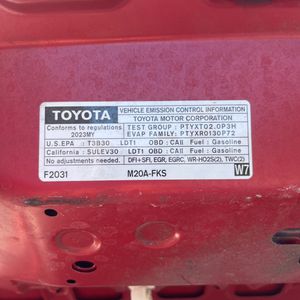 TOYOTA
VEHICLE EMISSION CONTROL INFORMATION
TOYOTA MOTOR CORPORATION
Conforms to regulations
2023MY
TEST GROUP : PTYXT02.0P3H
EVAP FAMILY: PTYXR0130P72
U.S.EPA : T3B30 LDT1 OBD : CAII Fuel : Gasoline
California : SULEV30 LDT1 OBD : CAII Fuel : Gasoline
No adjustments needed. DFI+SFI, EGR, EGRC, WR-HO2S(2), TWC(2)
F2031 M20A-FKS W7